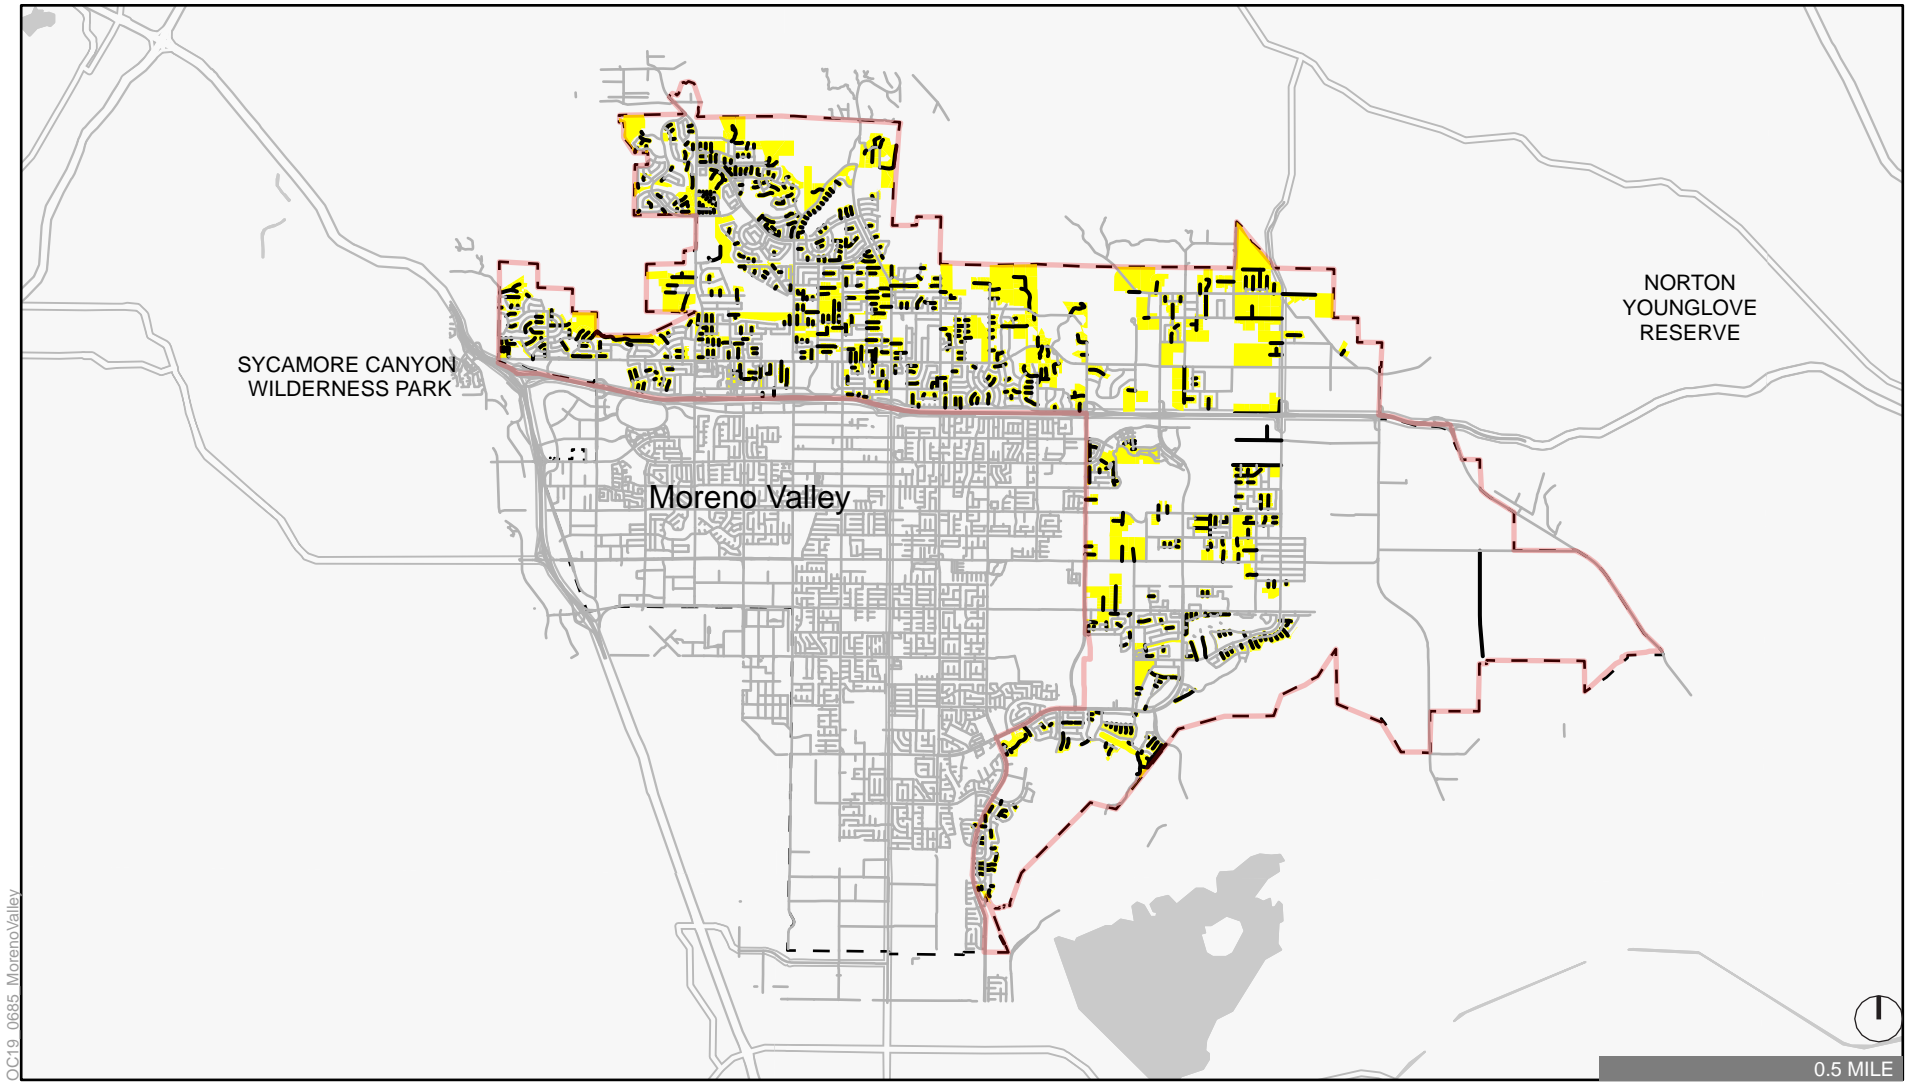 NORTON
YOUNGLOVE
RESERVE
SYCAMORE CANYON
WILDERNESS PARK
Moreno Valley
OC19_0685_MorenoValley
0.5 MILE